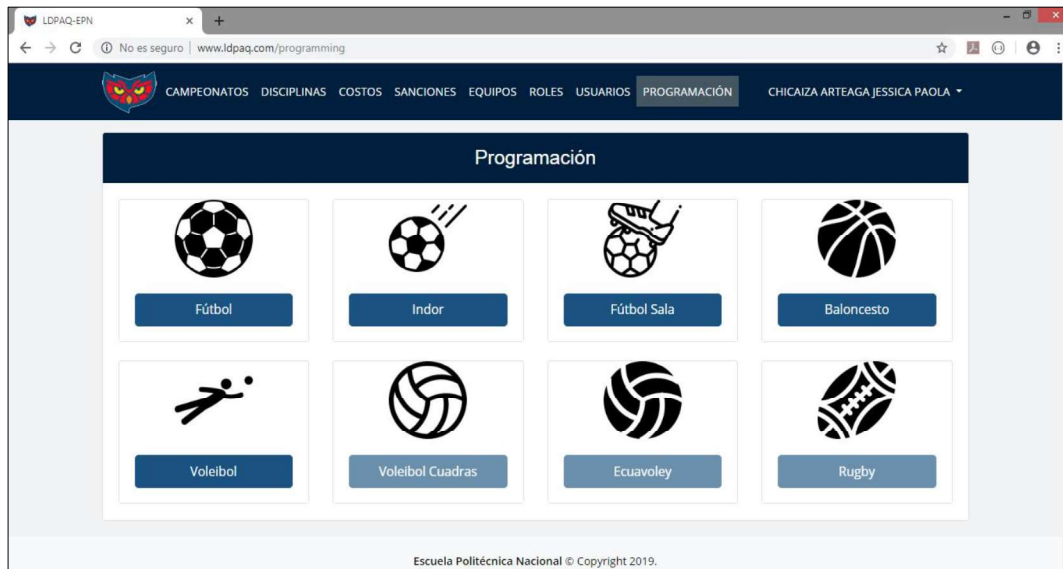 LDPAQ-EPN
No es seguro www.ldpaq.com/programming
CAMPEONATOS DISCIPLINAS COSTOS SANCIONES EQUIPOS ROLES USUARIOS PROGRAMACIÓN CHICAIZA ARTEAGA JESSICA PAOLA
Programación
Fútbol Indor Fútbol Sala Baloncesto
Voleibol Voleibol Cuadras Ecuavoley Rugby
Escuela Politécnica Nacional © Copyright 2019.